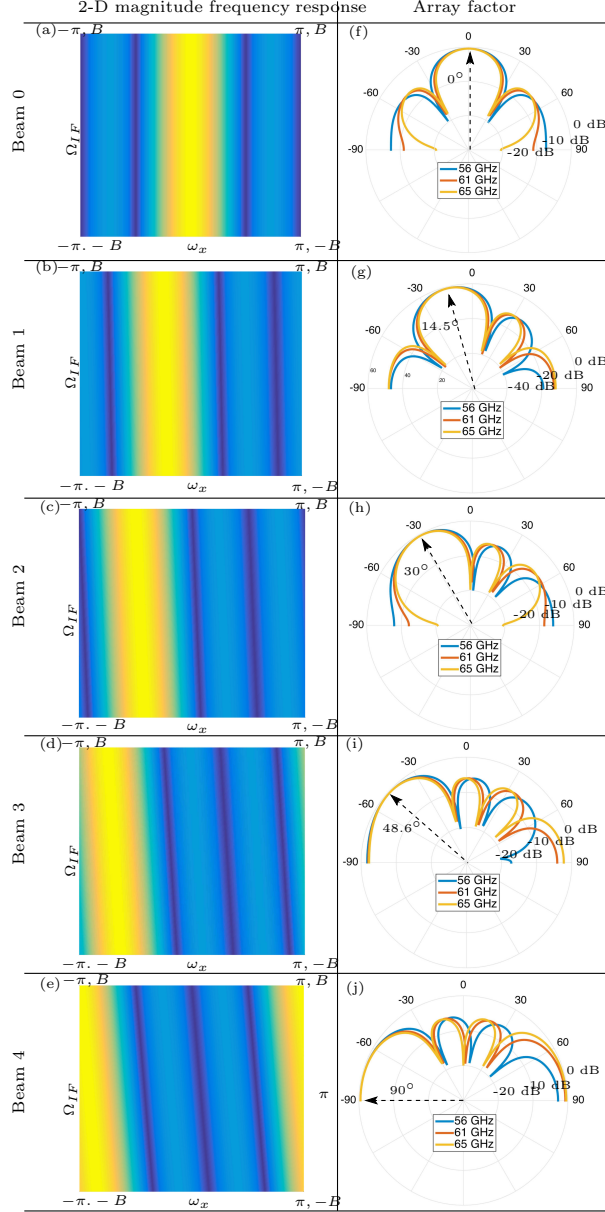 2-D magnitude frequency response Array factor
Beam 0
(a) −π, B π, B
Ω_IF
−π. − B ω_x π, −B
(f)
0
-30 30
-60 60
-90 90
0°
0 dB
-10 dB
-20 dB
56 GHz
61 GHz
65 GHz
Beam 1
(b) −π, B π, B
Ω_IF
−π. − B ω_x π, −B
(g)
0
-30 30
-60 60
-90 90
14.5°
60 40 20
0 dB
-20 dB
-40 dB
56 GHz
61 GHz
65 GHz
Beam 2
(c) −π, B π, B
Ω_IF
−π. − B ω_x π, −B
(h)
0
-30 30
-60 60
-90 90
30°
0 dB
-10 dB
-20 dB
56 GHz
61 GHz
65 GHz
Beam 3
(d) −π, B π, B
Ω_IF
−π. − B ω_x π, −B
(i)
0
-30 30
-60 60
-90 90
48.6°
0 dB
-10 dB
-20 dB
56 GHz
61 GHz
65 GHz
Beam 4
(e) −π, B π, B
Ω_IF
π
−π. − B ω_x π, −B
(j)
0
-30 30
-60 60
-90 90
90°
0 dB
-10 dB
-20 dB
56 GHz
61 GHz
65 GHz